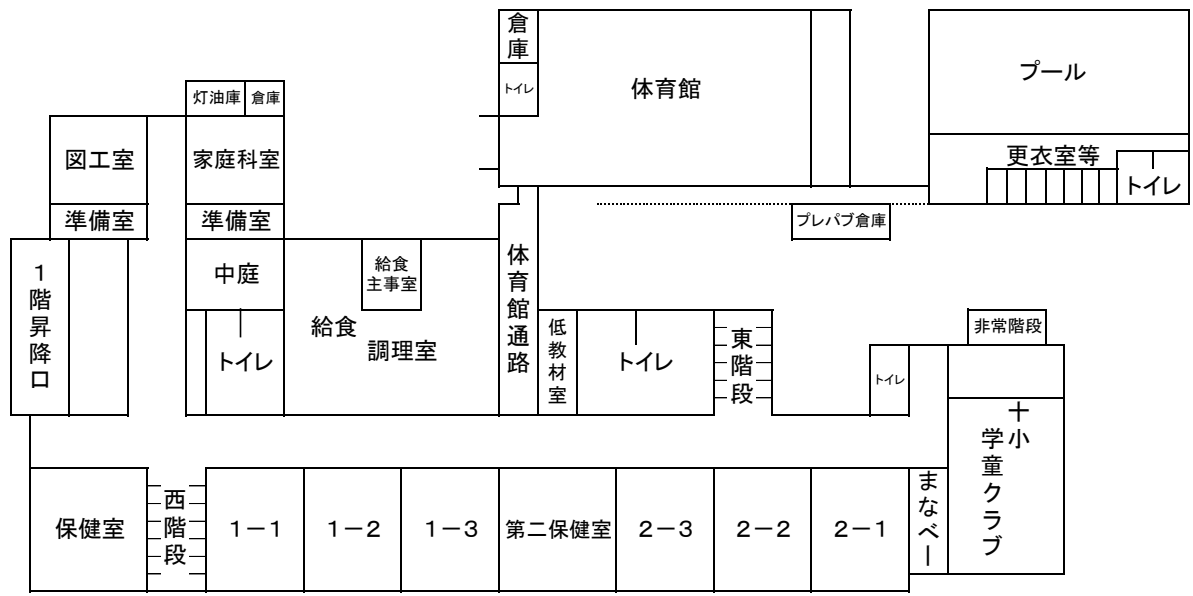 倉庫
トイレ
体育館
プール
灯油庫
倉庫
図工室
家庭科室
更衣室等
トイレ
準備室
準備室
プレパブ倉庫
1階昇降口
中庭
給食
主事室
体育館通路
給食
調理室
トイレ
低教材室
トイレ
東階段
非常階段
トイレ
十小
学童クラブ
保健室
西階段
1－1
1－2
1－3
第二保健室
2－3
2－2
2－1
まなべー